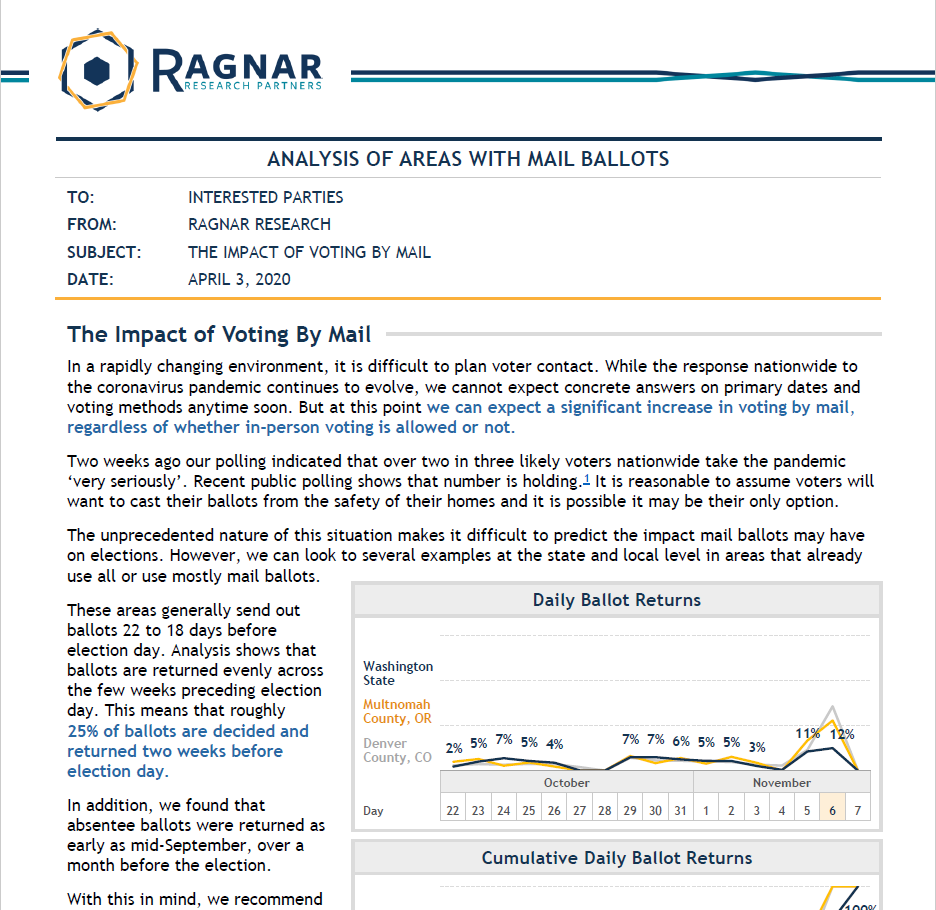 RAGNAR
RESEARCH PARTNERS
ANALYSIS OF AREAS WITH MAIL BALLOTS
TO: INTERESTED PARTIES
FROM: RAGNAR RESEARCH
SUBJECT: THE IMPACT OF VOTING BY MAIL
DATE: APRIL 3, 2020
The Impact of Voting By Mail
In a rapidly changing environment, it is difficult to plan voter contact. While the response nationwide to
the coronavirus pandemic continues to evolve, we cannot expect concrete answers on primary dates and
voting methods anytime soon. But at this point we can expect a significant increase in voting by mail,
regardless of whether in-person voting is allowed or not.
Two weeks ago our polling indicated that over two in three likely voters nationwide take the pandemic
‘very seriously’. Recent public polling shows that number is holding.1 It is reasonable to assume voters will
want to cast their ballots from the safety of their homes and it is possible it may be their only option.
The unprecedented nature of this situation makes it difficult to predict the impact mail ballots may have
on elections. However, we can look to several examples at the state and local level in areas that already
use all or use mostly mail ballots.
These areas generally send out
ballots 22 to 18 days before
election day. Analysis shows that
ballots are returned evenly across
the few weeks preceding election
day. This means that roughly
25% of ballots are decided and
returned two weeks before
election day.
In addition, we found that
absentee ballots were returned as
early as mid-September, over a
month before the election.
With this in mind, we recommend
Daily Ballot Returns
Washington
State
Multnomah
County, OR
Denver
County, CO
2% 5% 7% 5% 4% 7% 7% 6% 5% 5% 3% 11% 12%
October November
Day 22 23 24 25 26 27 28 29 30 31 1 2 3 4 5 6 7
Cumulative Daily Ballot Returns
100%